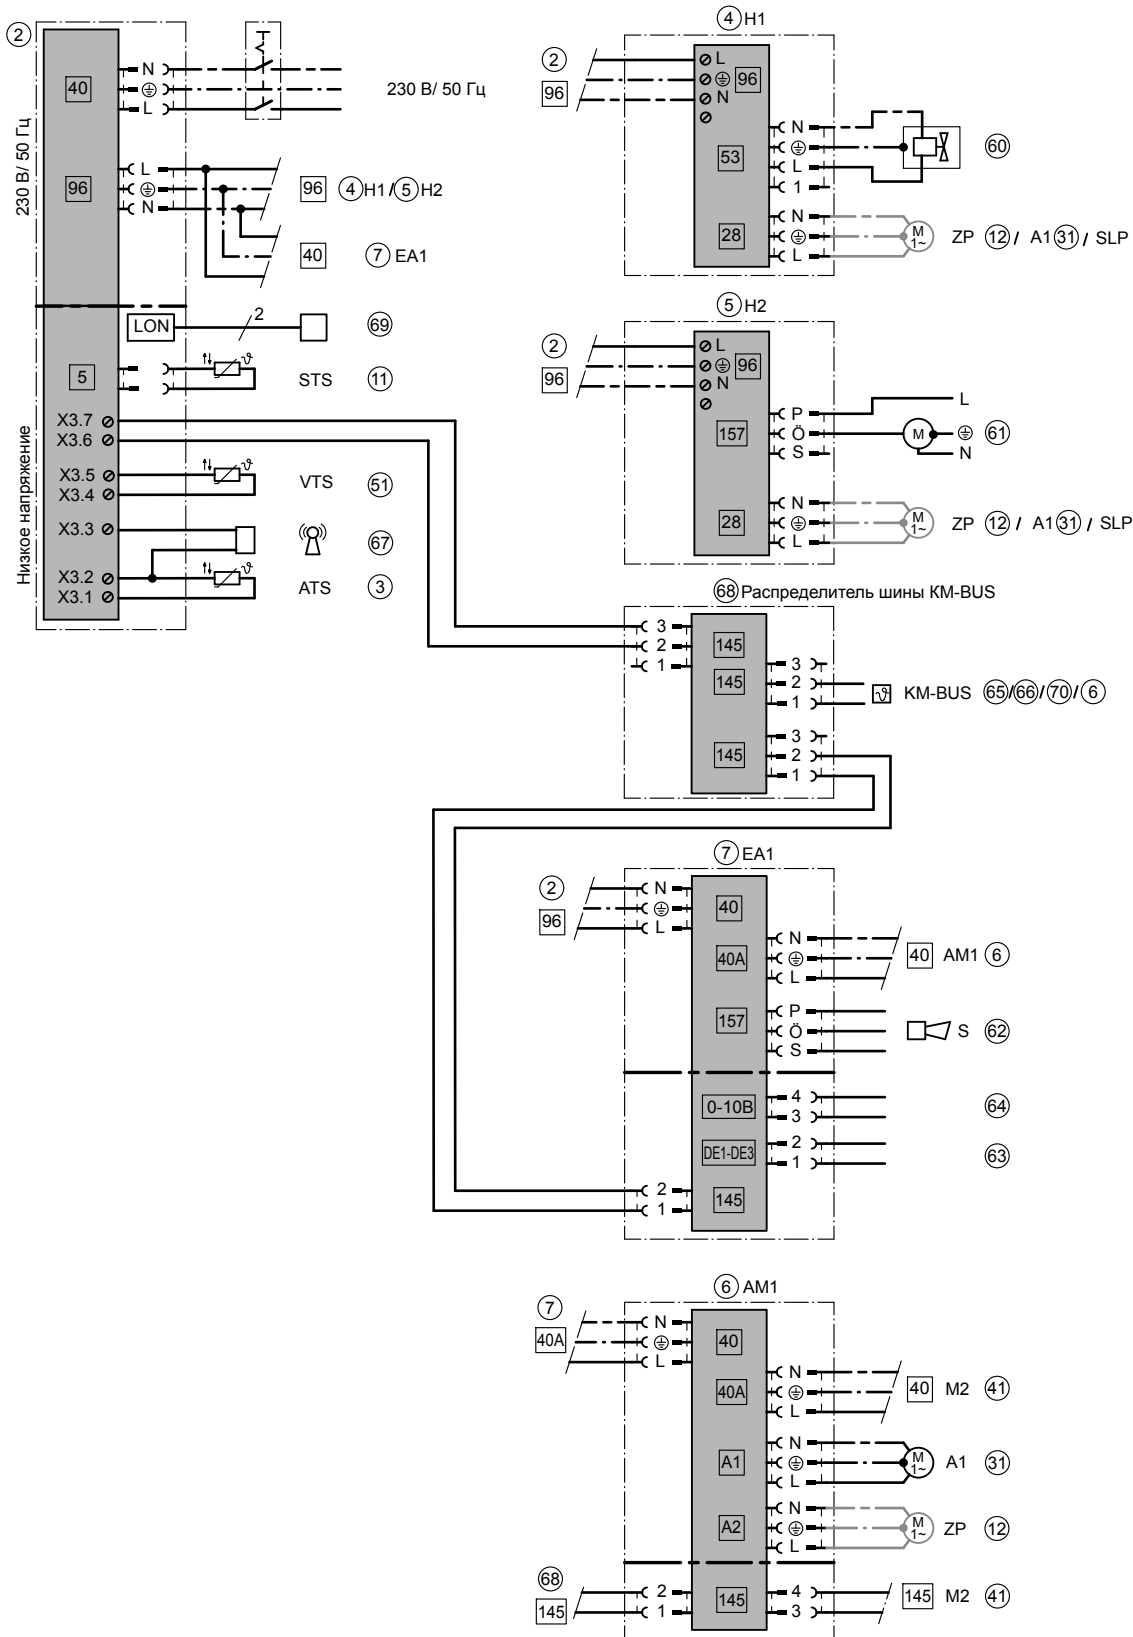 2
230 В/ 50 Гц
40
N
L
230 В/ 50 Гц
96
L
N
96 4 H1/ 5 H2
40 7 EA1
LON
2
69
Низкое напряжение
5
STS 11
X3.7
X3.6
X3.5
X3.4
VTS 51
X3.3
67
X3.2
X3.1
ATS 3
4 H1
2
96
L
N
96
53
N
L
1
60
28
N
L
M
1~
ZP 12 / A1 31 / SLP
5 H2
2
96
L
N
96
157
P
Ö
S
M
L
N
61
28
N
L
M
1~
ZP 12 / A1 31 / SLP
68 Распределитель шины KM-BUS
3
2
1
145
145
3
2
1
ϑ KM-BUS 65/66/70/6
145
3
2
1
7 EA1
2
96
N
L
40
40A
N
L
40 AM1 6
157
P
Ö
S
S 62
0-10В
4
3
64
DE1-DE3
2
1
63
2
1
145
6 AM1
7
40A
N
L
40
40A
N
L
40 M2 41
A1
N
L
M
1~
A1 31
A2
N
L
M
1~
ZP 12
68
145
2
1
145
4
3
145 M2 41